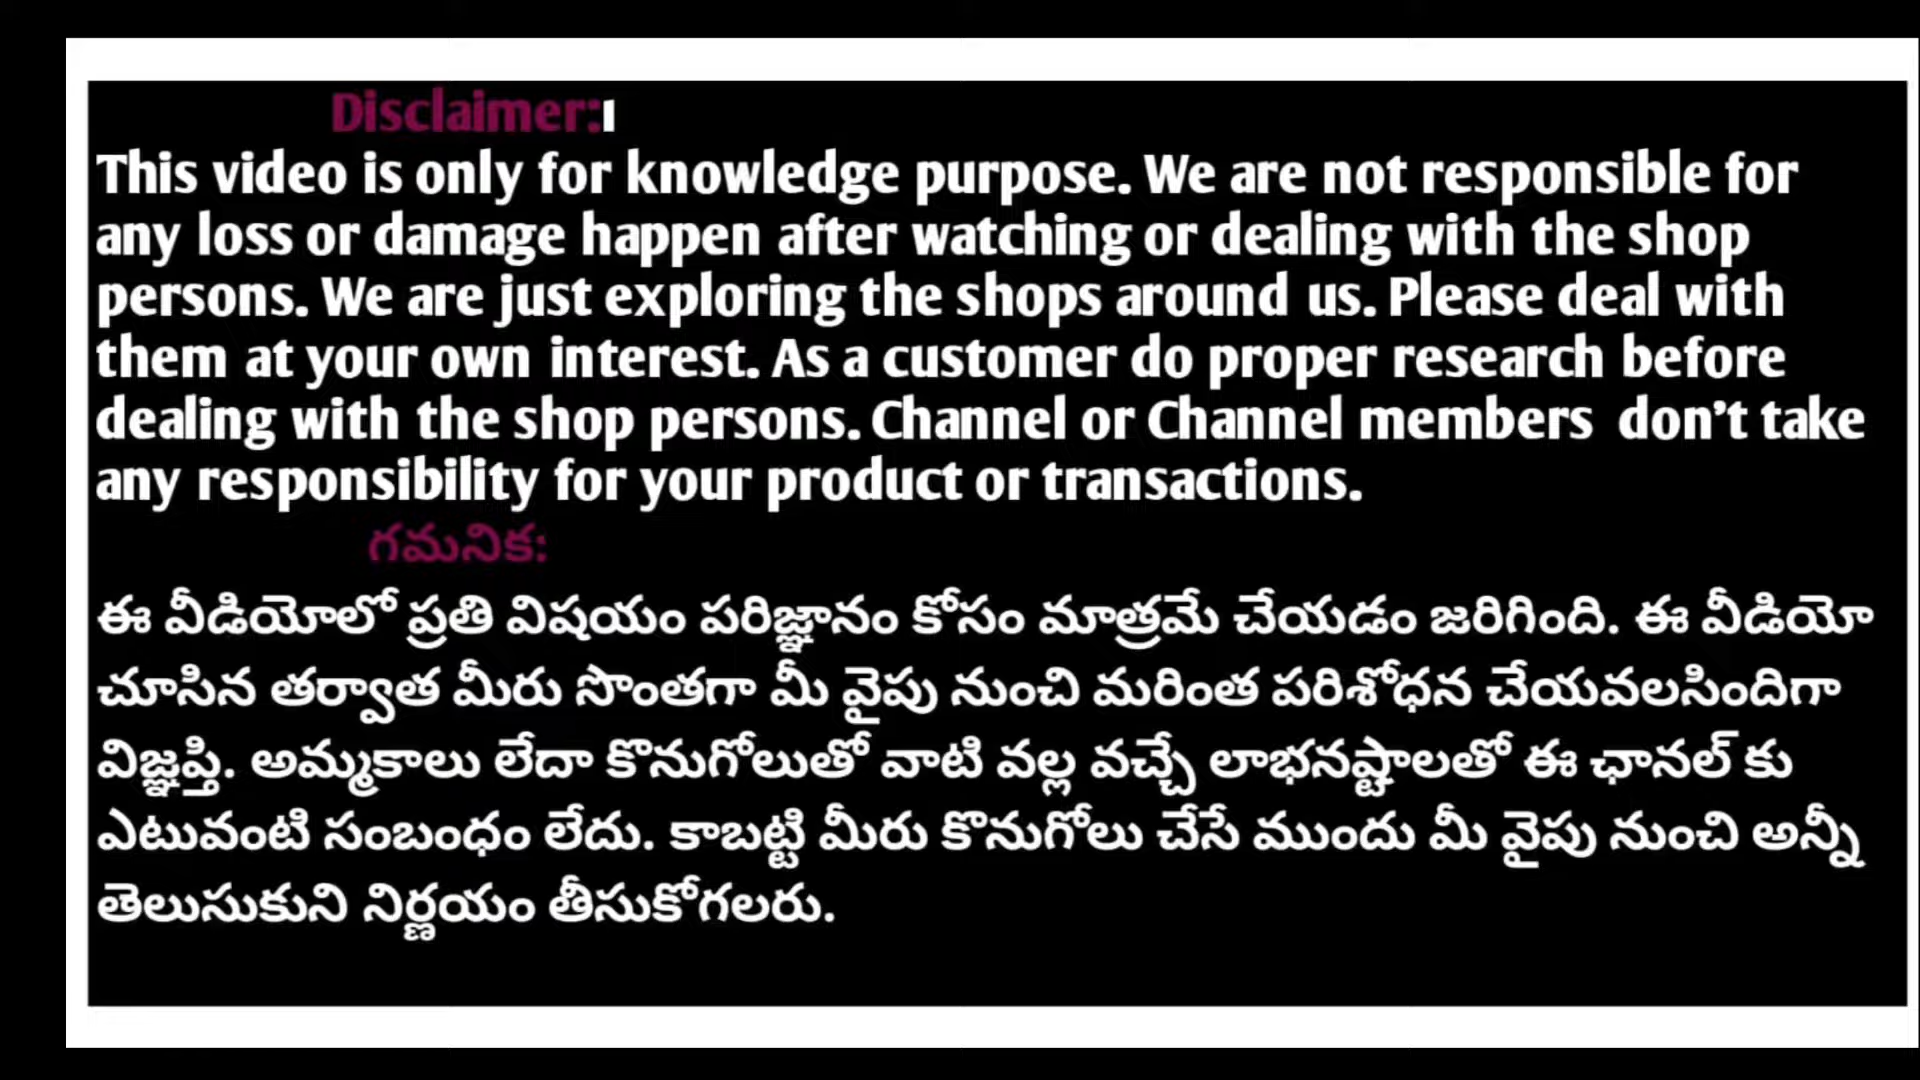 Disclaimer:
This video is only for knowledge purpose. We are not responsible for
any loss or damage happen after watching or dealing with the shop
persons. We are just exploring the shops around us. Please deal with
them at your own interest. As a customer do proper research before
dealing with the shop persons. Channel or Channel members don't take
any responsibility for your product or transactions.
గమనిక:
ఈ వీడియోలో ప్రతి విషయం పరిజ్ఞానం కోసం మాత్రమే చేయడం జరిగింది. ఈ వీడియో
చూసిన తర్వాత మీరు సొంతగా మీ వైపు నుంచి మరింత పరిశోధన చేయవలసిందిగా
విజ్ఞప్తి. అమ్మకాలు లేదా కొనుగోలుతో వాటి వల్ల వచ్చే లాభనష్టాలతో ఈ ఛానల్ కు
ఎటువంటి సంబంధం లేదు. కాబట్టి మీరు కొనుగోలు చేసే ముందు మీ వైపు నుంచి అన్నీ
తెలుసుకుని నిర్ణయం తీసుకోగలరు.